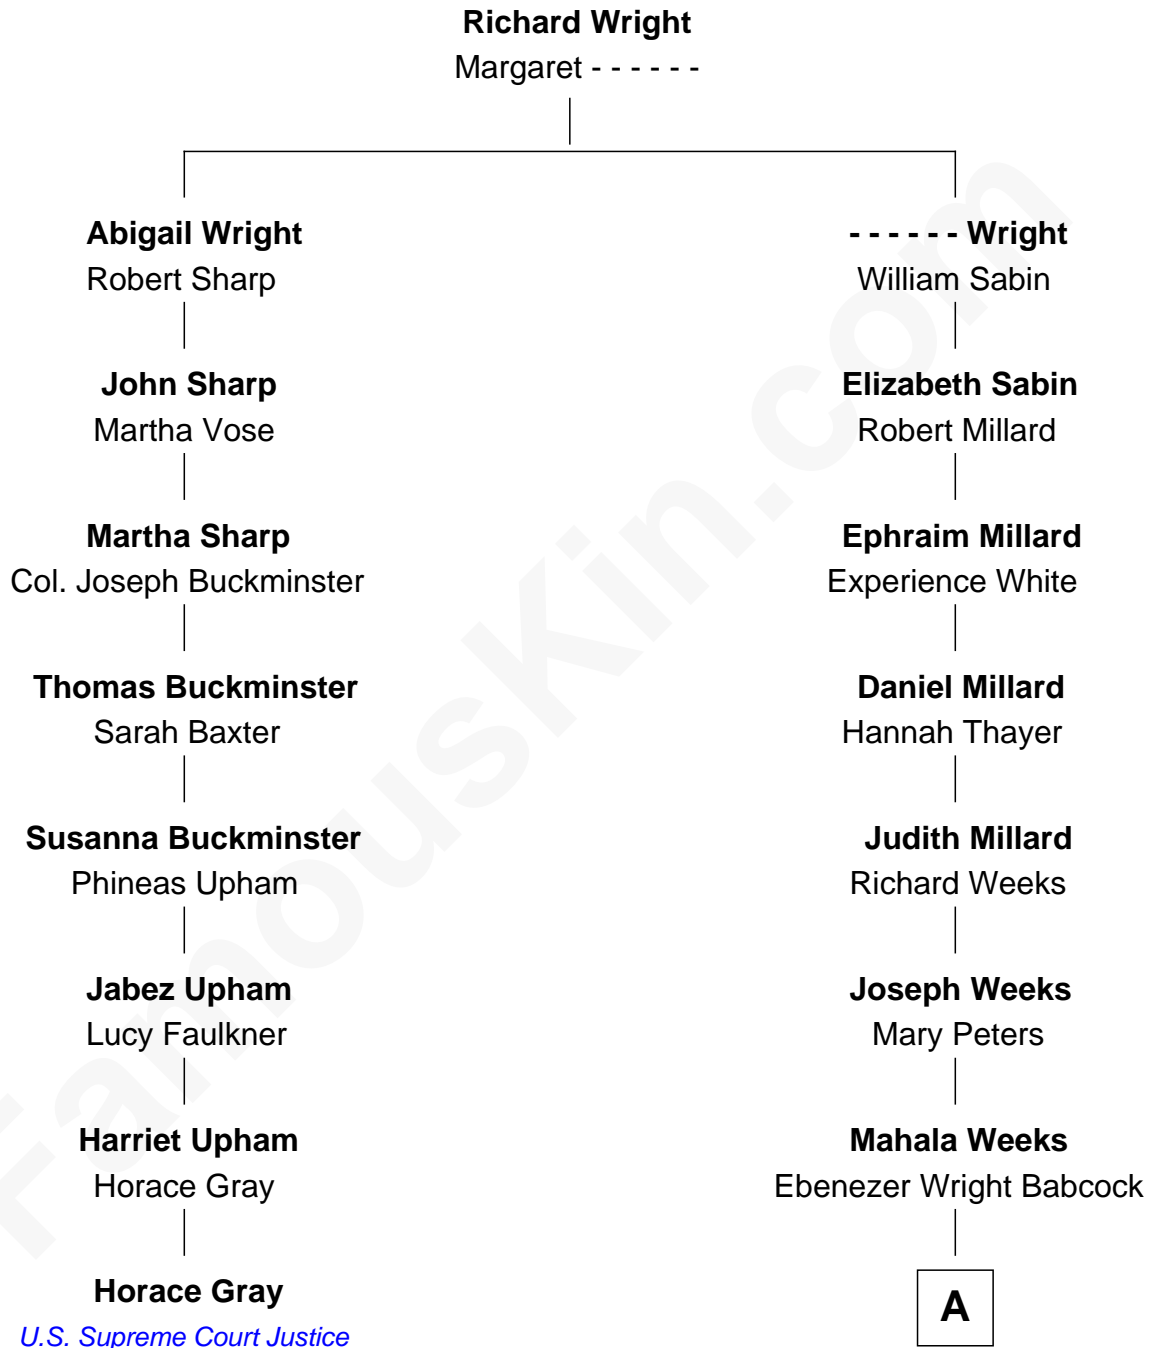 Richard Wright
Margaret - - - - - -
Abigail Wright
Robert Sharp
- - - - - - Wright
William Sabin
John Sharp
Martha Vose
Elizabeth Sabin
Robert Millard
Martha Sharp
Col. Joseph Buckminster
Ephraim Millard
Experience White
Thomas Buckminster
Sarah Baxter
Daniel Millard
Hannah Thayer
Susanna Buckminster
Phineas Upham
Judith Millard
Richard Weeks
Jabez Upham
Lucy Faulkner
Joseph Weeks
Mary Peters
Harriet Upham
Horace Gray
Mahala Weeks
Ebenezer Wright Babcock
Horace Gray
U.S. Supreme Court Justice
A
FamousKin.com